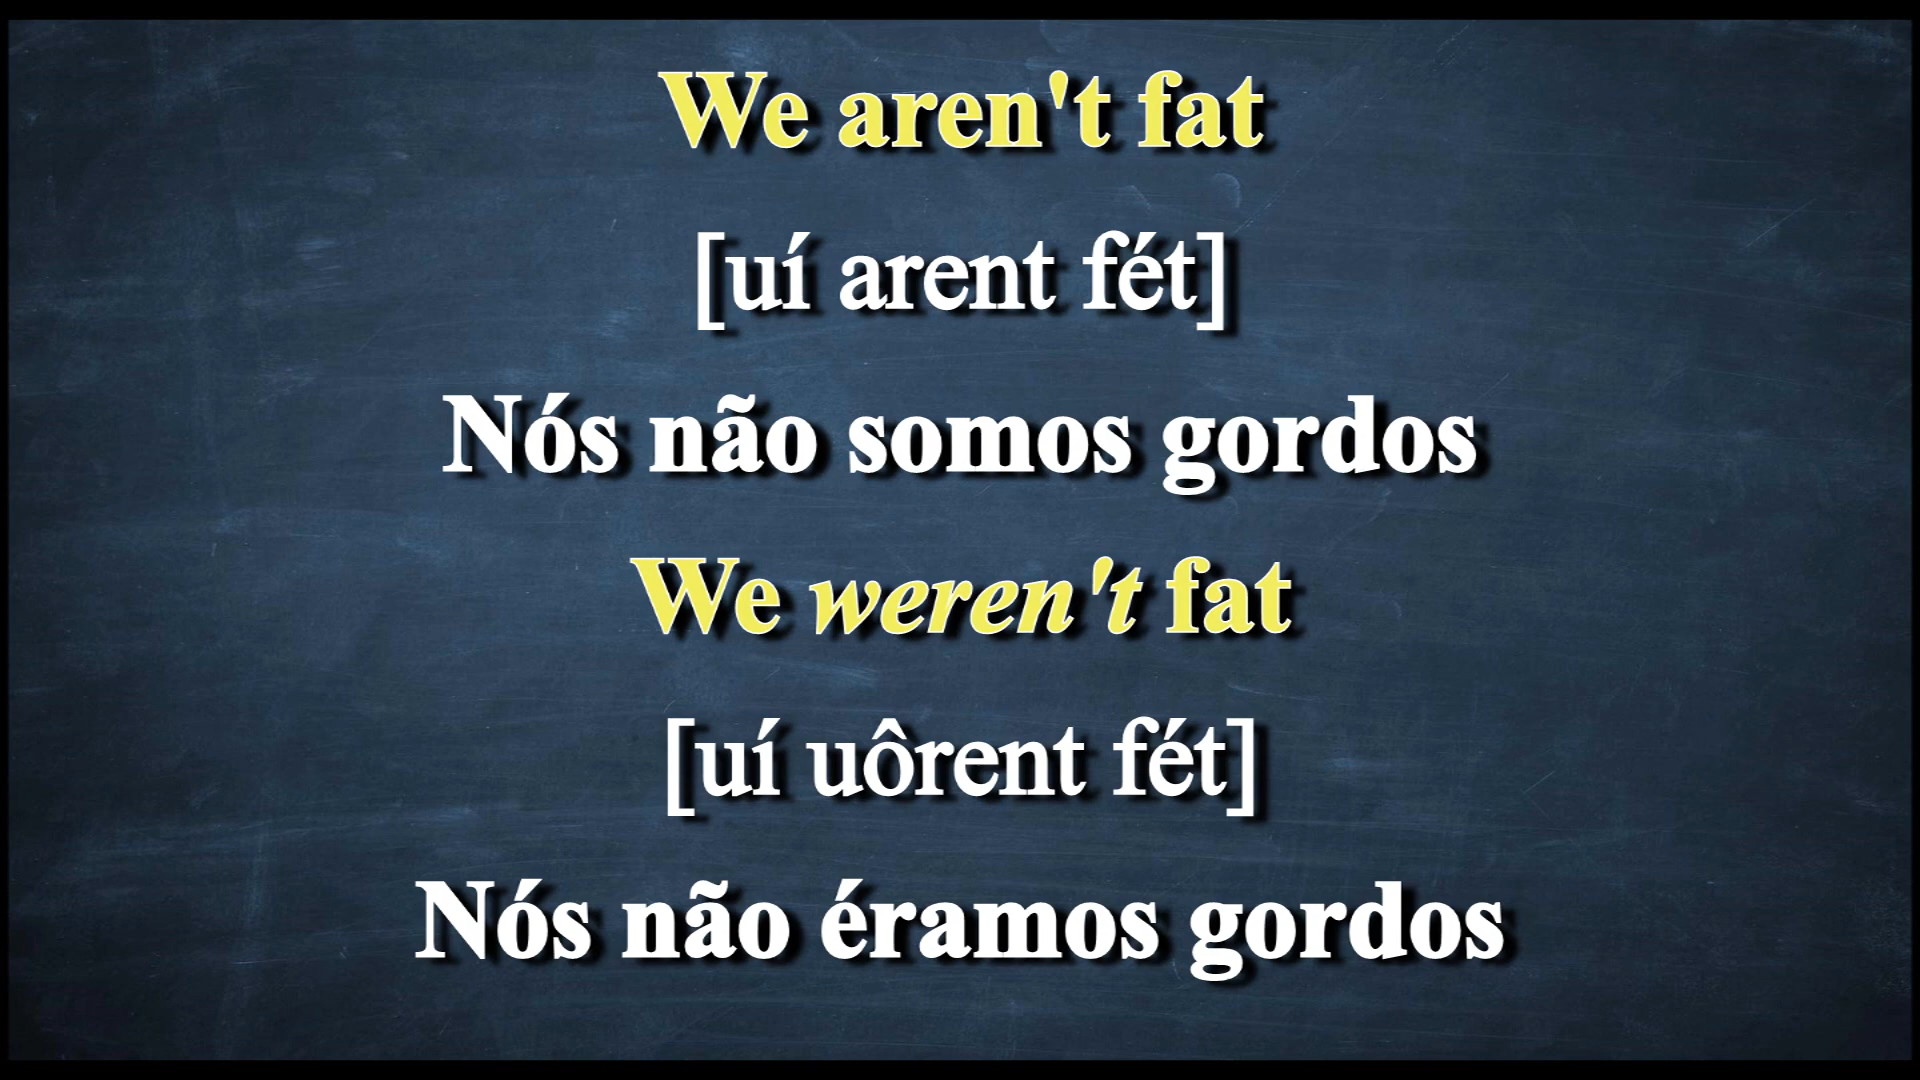 We aren't fat
[uí arent fét]
Nós não somos gordos
We weren't fat
[uí uôrent fét]
Nós não éramos gordos